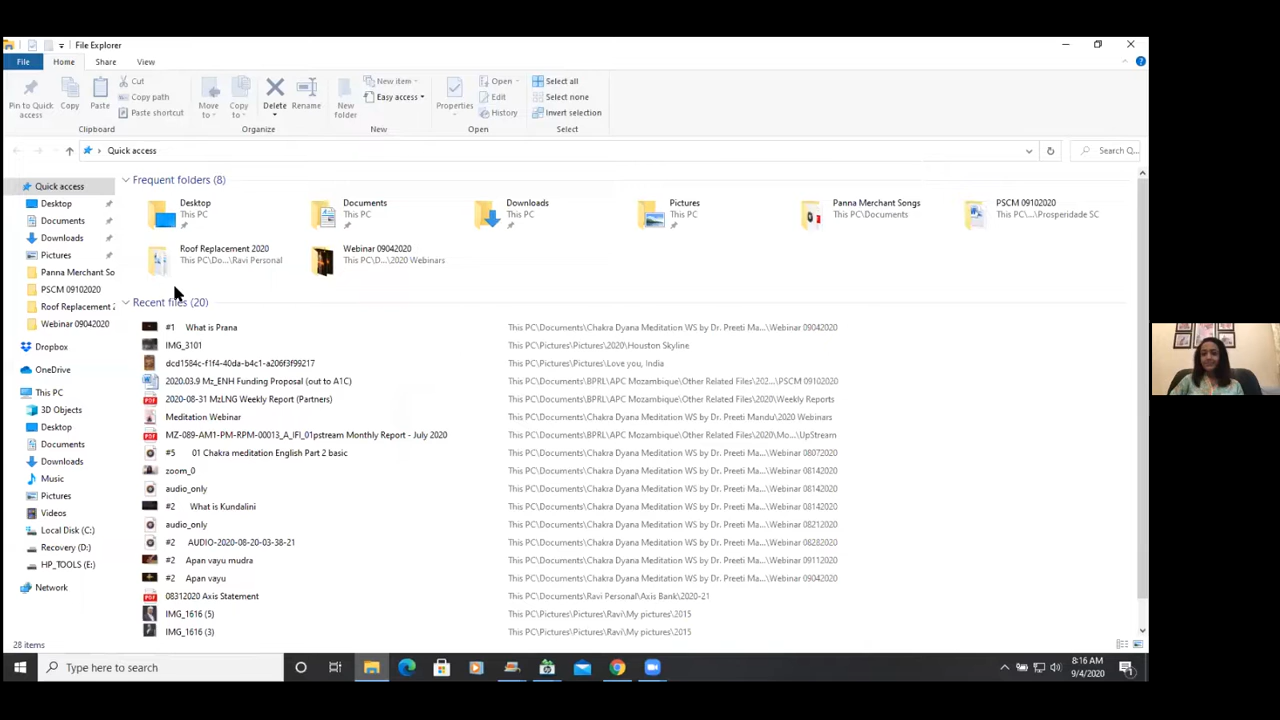 File Explorer
File Home Share View
Pin to Quick access
Copy
Paste
Cut
Copy path
Paste shortcut
Clipboard
Move to
Copy to
Delete
Rename
Organize
New folder
New item
Easy access
New
Properties
Open
Edit
History
Open
Select all
Select none
Invert selection
Select
Quick access
Search Q...
Quick access
Desktop
Documents
Downloads
Pictures
Panna Merchant So
PSCM 09102020
Roof Replacement 2
Webinar 09042020
Dropbox
OneDrive
This PC
3D Objects
Desktop
Documents
Downloads
Music
Pictures
Videos
Local Disk (C:)
Recovery (D:)
HP_TOOLS (E:)
Network
Frequent folders (8)
Desktop
This PC
Documents
This PC
Downloads
This PC
Pictures
This PC
Panna Merchant Songs
This PC\Documents
PSCM 09102020
This PC\...\Prosperidade SC
Roof Replacement 2020
This PC\Do...\Ravi Personal
Webinar 09042020
This PC\D...\2020 Webinars
Recent files (20)
#1 What is Prana This PC\Documents\Chakra Dyana Meditation WS by Dr. Preeti Ma...\Webinar 09042020
IMG_3101 This PC\Pictures\Pictures\2020\Houston Skyline
dcd1584c-f1f4-40da-b4c1-a206f3f99217 This PC\Pictures\Pictures\Love you, India
2020.03.9 Mz_ENH Funding Proposal (out to A1C) This PC\Documents\BPRL\APC Mozambique\Other Related Files\202...\PSCM 09102020
2020-08-31 MzLNG Weekly Report (Partners) This PC\Documents\BPRL\APC Mozambique\Other Related Files\2020\Weekly Reports
Meditation Webinar This PC\Documents\Chakra Dyana Meditation WS by Dr. Preeti Mandu\2020 Webinars
MZ-089-AM1-PM-RPM-00013_A_IFI_01pstream Monthly Report - July 2020 This PC\Documents\BPRL\APC Mozambique\Other Related Files\2020\Mo...\UpStream
#5 01 Chakra meditation English Part 2 basic This PC\Documents\Chakra Dyana Meditation WS by Dr. Preeti Ma...\Webinar 08072020
zoom_0 This PC\Documents\Chakra Dyana Meditation WS by Dr. Preeti Ma...\Webinar 08142020
audio_only This PC\Documents\Chakra Dyana Meditation WS by Dr. Preeti Ma...\Webinar 08142020
#2 What is Kundalini This PC\Documents\Chakra Dyana Meditation WS by Dr. Preeti Ma...\Webinar 08142020
audio_only This PC\Documents\Chakra Dyana Meditation WS by Dr. Preeti Ma...\Webinar 08212020
#2 AUDIO-2020-08-20-03-38-21 This PC\Documents\Chakra Dyana Meditation WS by Dr. Preeti Ma...\Webinar 08282020
#2 Apan vayu mudra This PC\Documents\Chakra Dyana Meditation WS by Dr. Preeti Ma...\Webinar 09112020
#2 Apan vayu This PC\Documents\Chakra Dyana Meditation WS by Dr. Preeti Ma...\Webinar 09042020
08312020 Axis Statement This PC\Documents\Ravi Personal\Axis Bank\2020-21
IMG_1616 (5) This PC\Pictures\Pictures\Ravi\My pictures\2015
IMG_1616 (3) This PC\Pictures\Pictures\Ravi\My pictures\2015
28 items
Type here to search
8:16 AM
9/4/2020